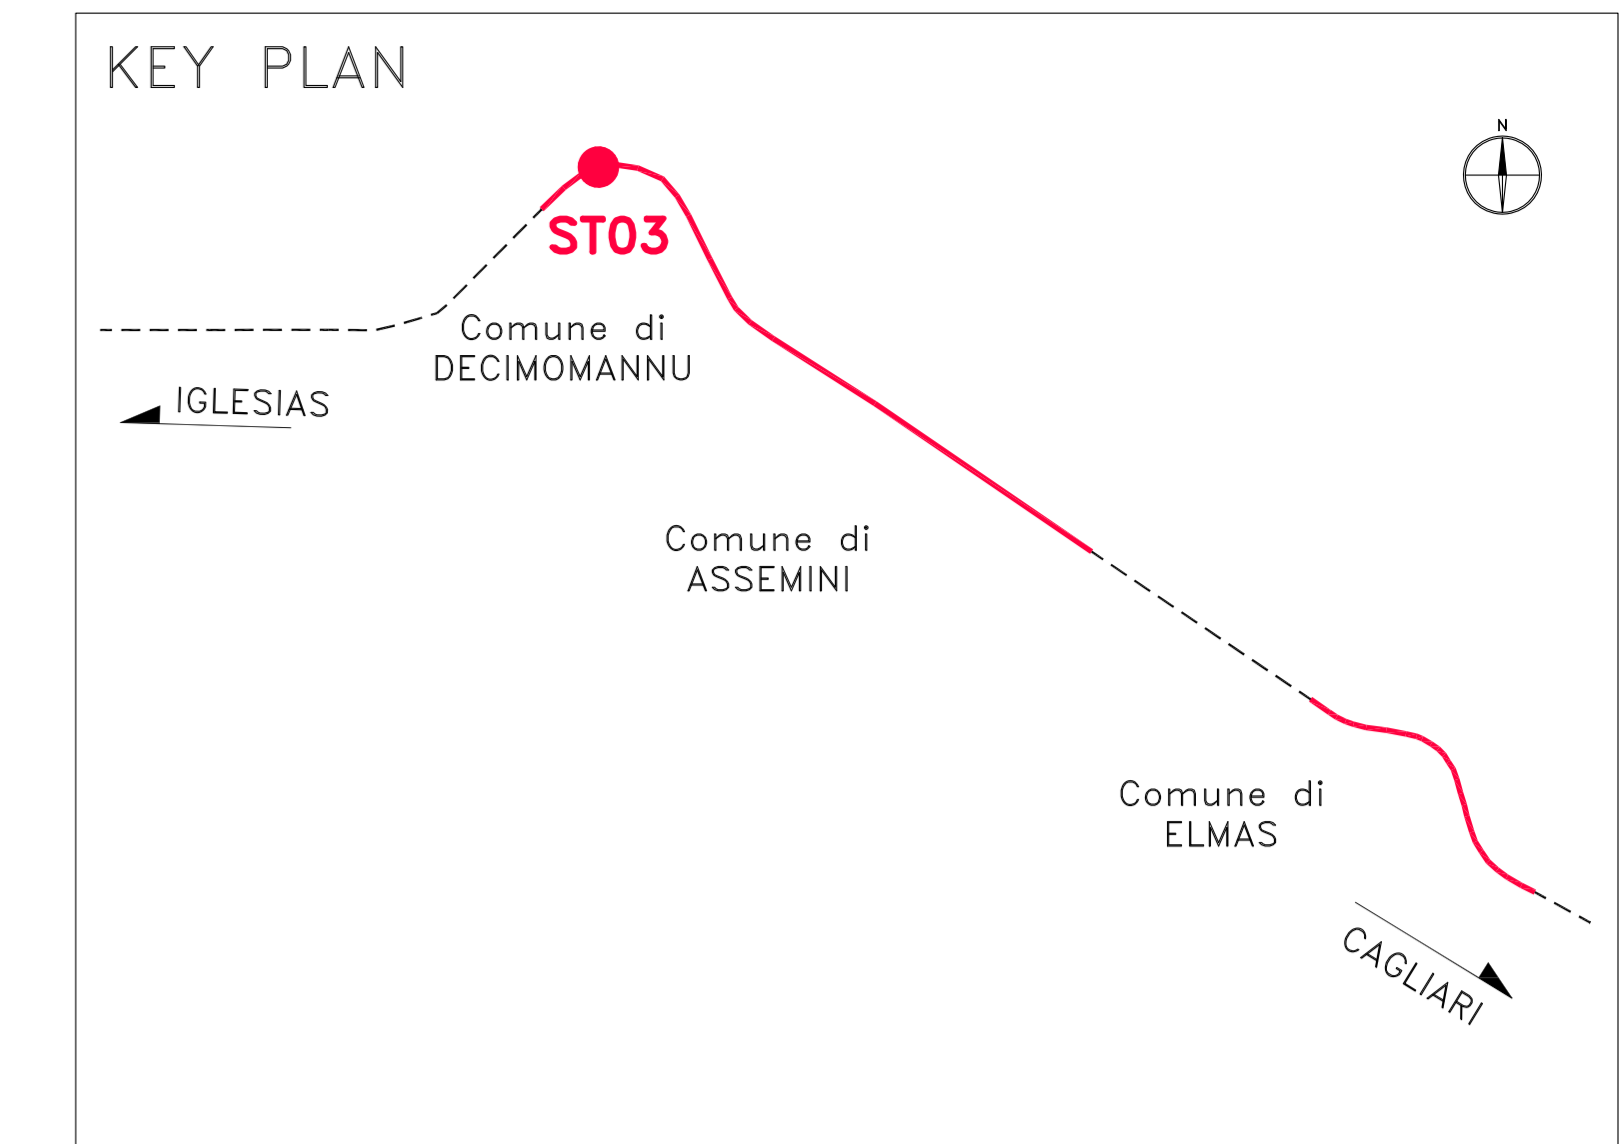 KEY PLAN
N
ST03
Comune di
DECIMOMANNU
IGLESIAS
Comune di
ASSEMINI
Comune di
ELMAS
CAGLIARI